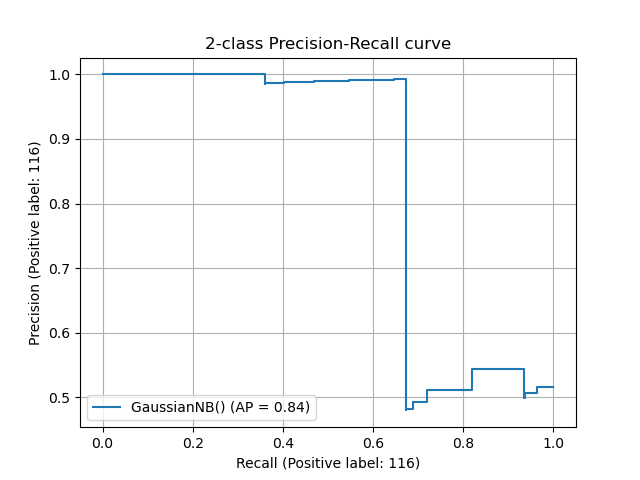 2-class Precision-Recall curve
Precision (Positive label: 116)
1.0
0.9
0.8
0.7
0.6
0.5
GaussianNB() (AP = 0.84)
0.0 0.2 0.4 0.6 0.8 1.0
Recall (Positive label: 116)